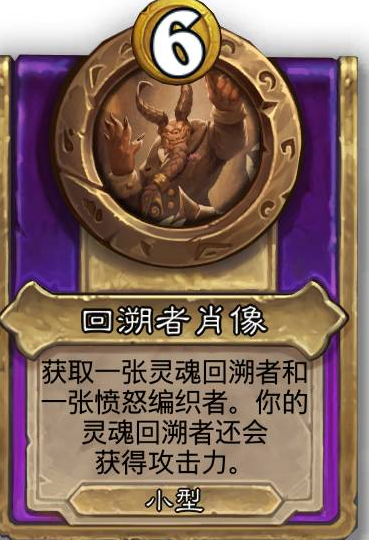 6
回溯者肖像
获取一张灵魂回溯者和
一张愤怒编织者。你的
灵魂回溯者还会
获得攻击力。
小型